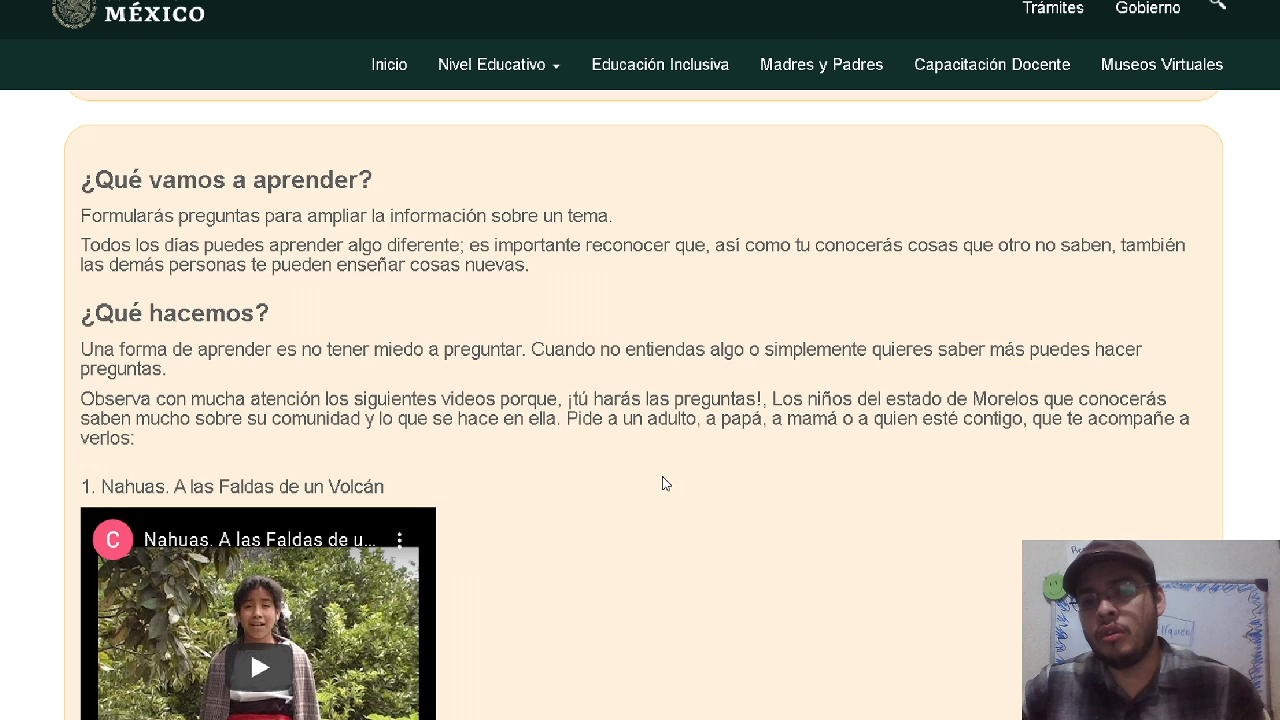 MÉXICO
Trámites
Gobierno
Inicio
Nivel Educativo
Educación Inclusiva
Madres y Padres
Capacitación Docente
Museos Virtuales
¿Qué vamos a aprender?
Formularás preguntas para ampliar la información sobre un tema.
Todos los días puedes aprender algo diferente; es importante reconocer que, así como tu conocerás cosas que otro no saben, también
las demás personas te pueden enseñar cosas nuevas.
¿Qué hacemos?
Una forma de aprender es no tener miedo a preguntar. Cuando no entiendas algo o simplemente quieres saber más puedes hacer
preguntas.
Observa con mucha atención los siguientes videos porque, ¡tú harás las preguntas!, Los niños del estado de Morelos que conocerás
saben mucho sobre su comunidad y lo que se hace en ella. Pide a un adulto, a papá, a mamá o a quien esté contigo, que te acompañe a
verlos:
1. Nahuas. A las Faldas de un Volcán
C
Nahuas. A las Faldas de u...